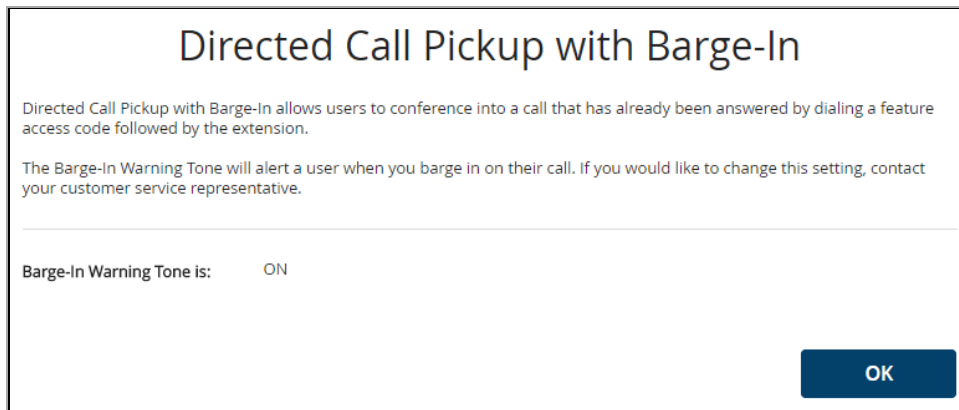 Directed Call Pickup with Barge-In
Directed Call Pickup with Barge-In allows users to conference into a call that has already been answered by dialing a feature
access code followed by the extension.
The Barge-In Warning Tone will alert a user when you barge in on their call. If you would like to change this setting, contact
your customer service representative.
Barge-In Warning Tone is: ON
OK